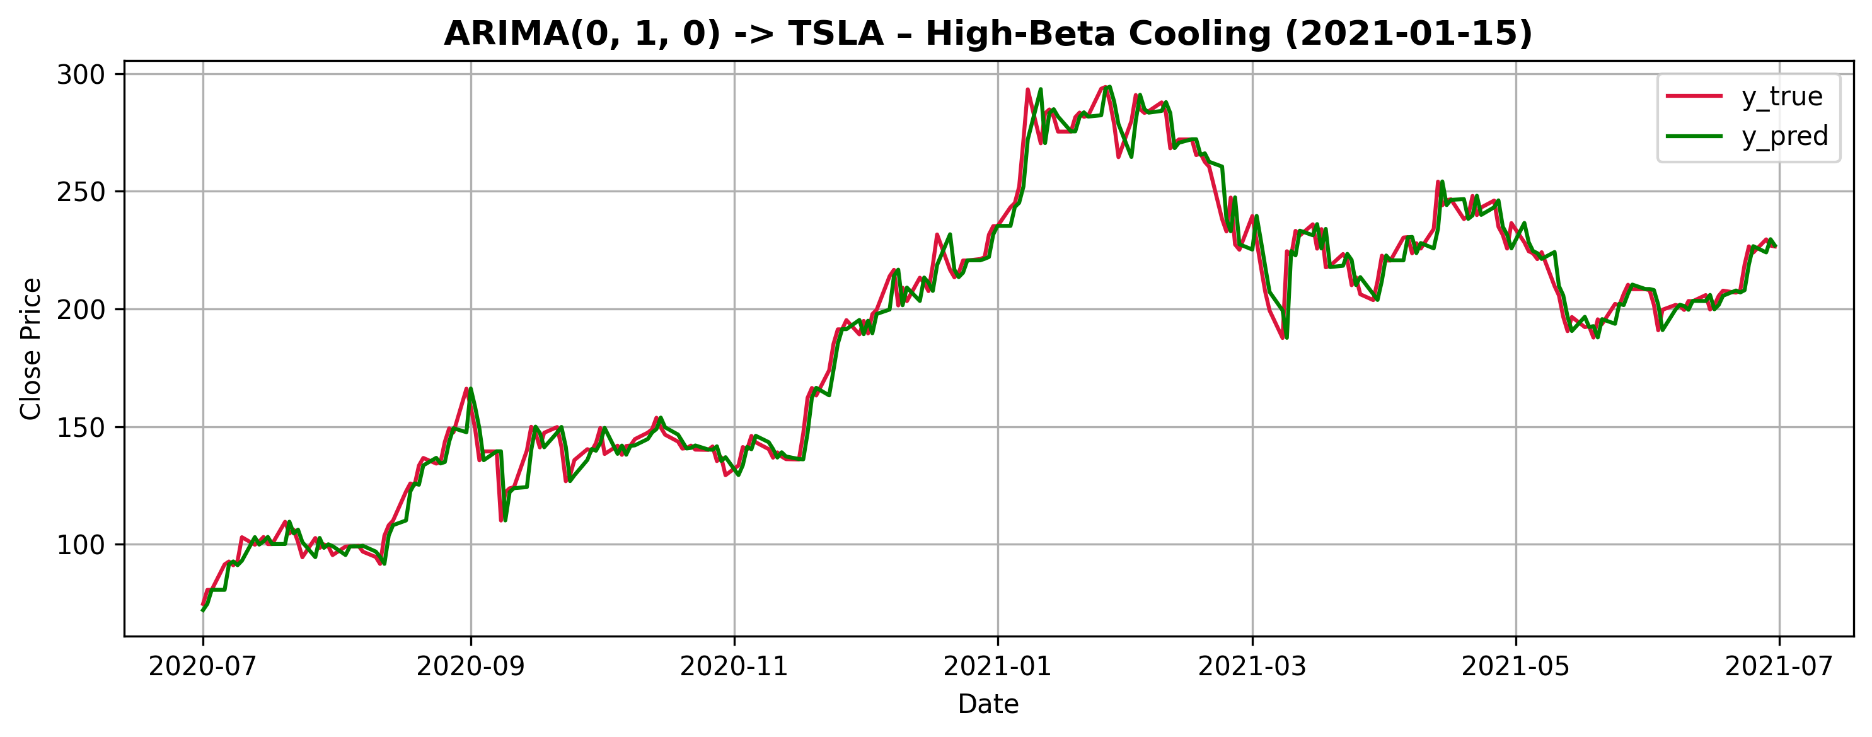 ARIMA(0, 1, 0) -> TSLA – High-Beta Cooling (2021-01-15)
300
250
200
150
100
Close Price
y_true
y_pred
2020-07 2020-09 2020-11 2021-01 2021-03 2021-05 2021-07
Date